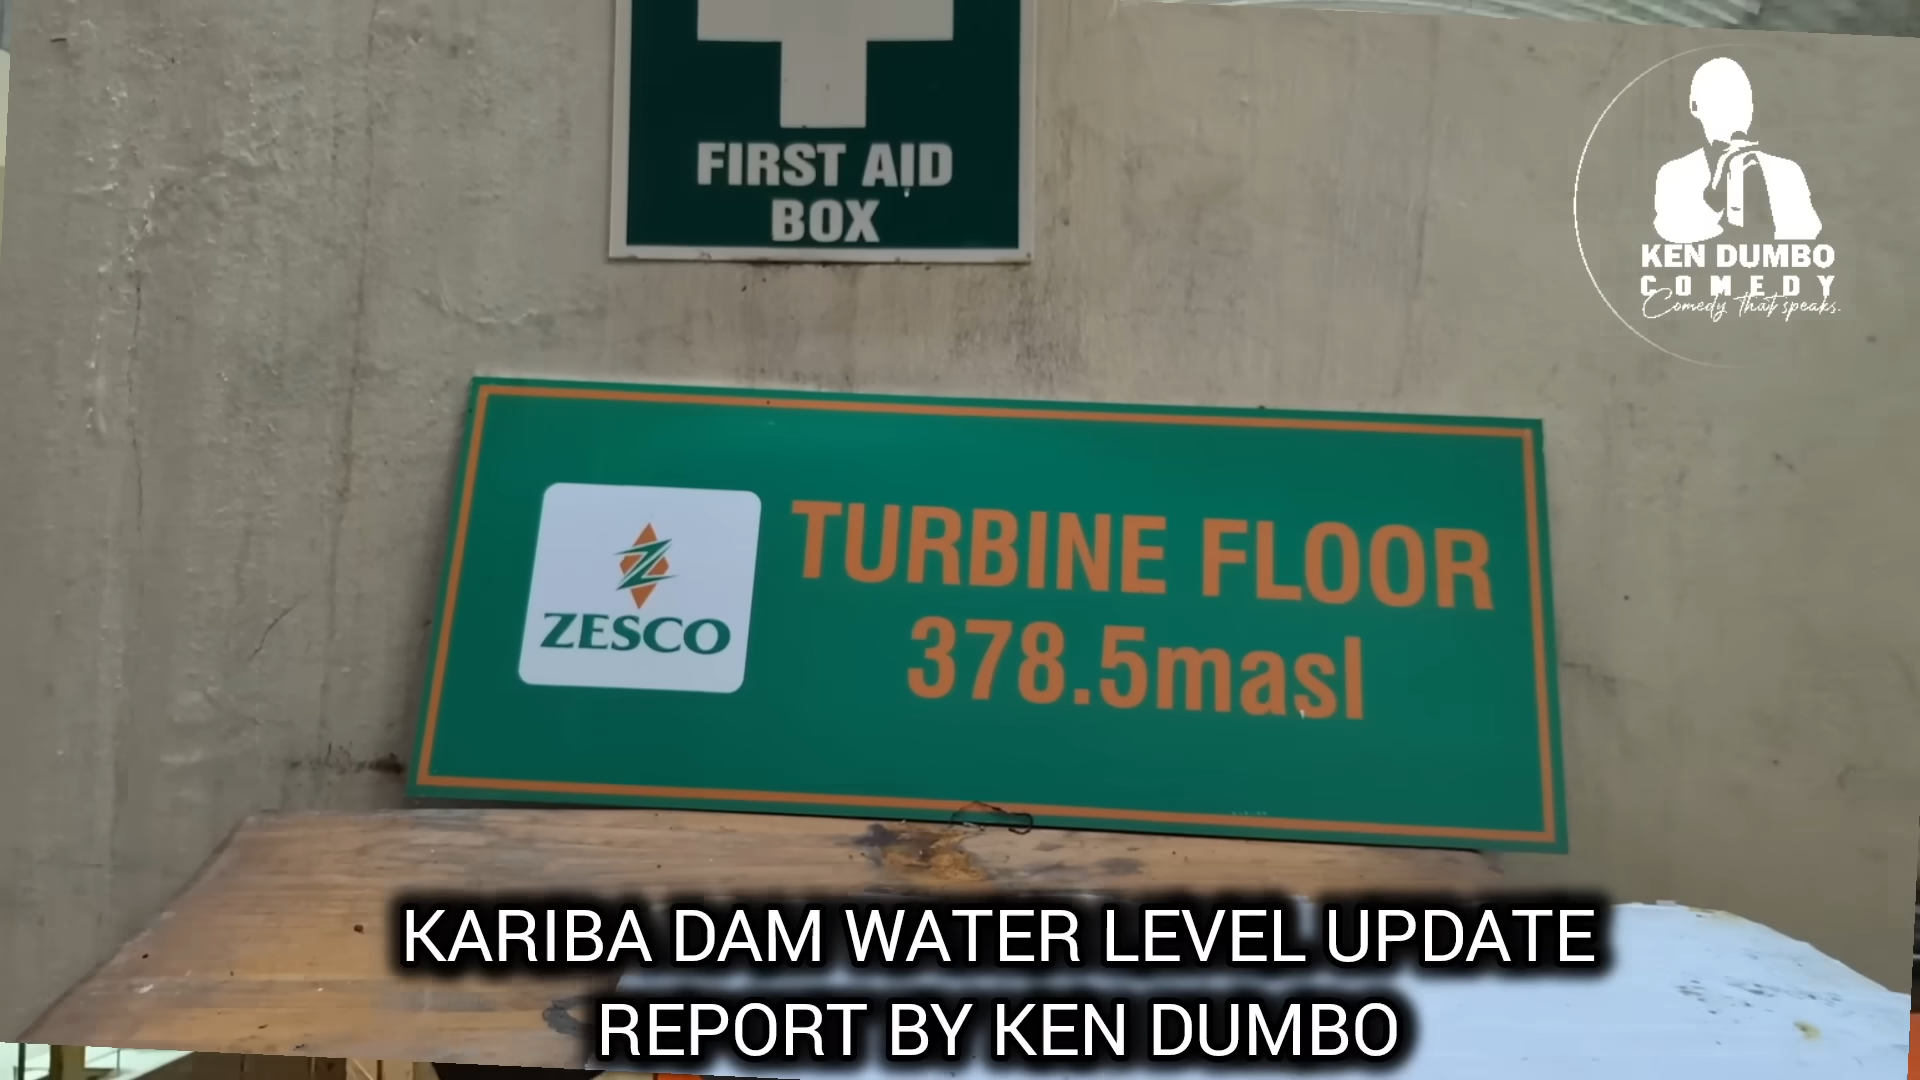 FIRST AID
BOX
KEN DUMBO
COMEDY
Comedy that speaks.
ZESCO
TURBINE FLOOR
378.5masl
KARIBA DAM WATER LEVEL UPDATE
REPORT BY KEN DUMBO